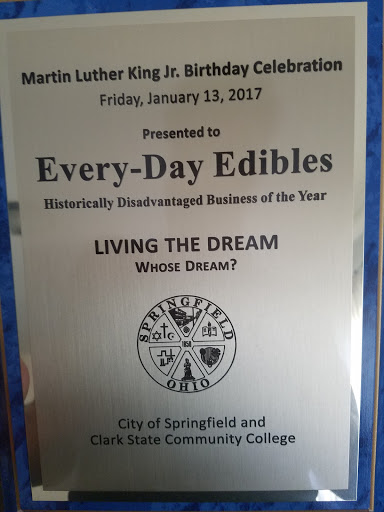 Martin Luther King Jr. Birthday Celebration
Friday, January 13, 2017
Presented to
Every-Day Edibles
Historically Disadvantaged Business of the Year
LIVING THE DREAM
WHOSE DREAM?
SPRINGFIELD
OHIO
City of Springfield and
Clark State Community College